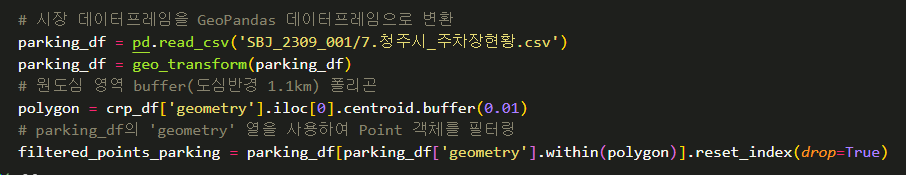 # 시장 데이터프레임을 GeoPandas 데이터프레임으로 변환
parking_df = pd.read_csv('SBJ_2309_001/7.청주시_주차장현황.csv')
parking_df = geo_transform(parking_df)
# 원도심 영역 buffer(도심반경 1.1km) 폴리곤
polygon = crp_df['geometry'].iloc[0].centroid.buffer(0.01)
# parking_df의 'geometry' 열을 사용하여 Point 객체를 필터링
filtered_points_parking = parking_df[parking_df['geometry'].within(polygon)].reset_index(drop=True)